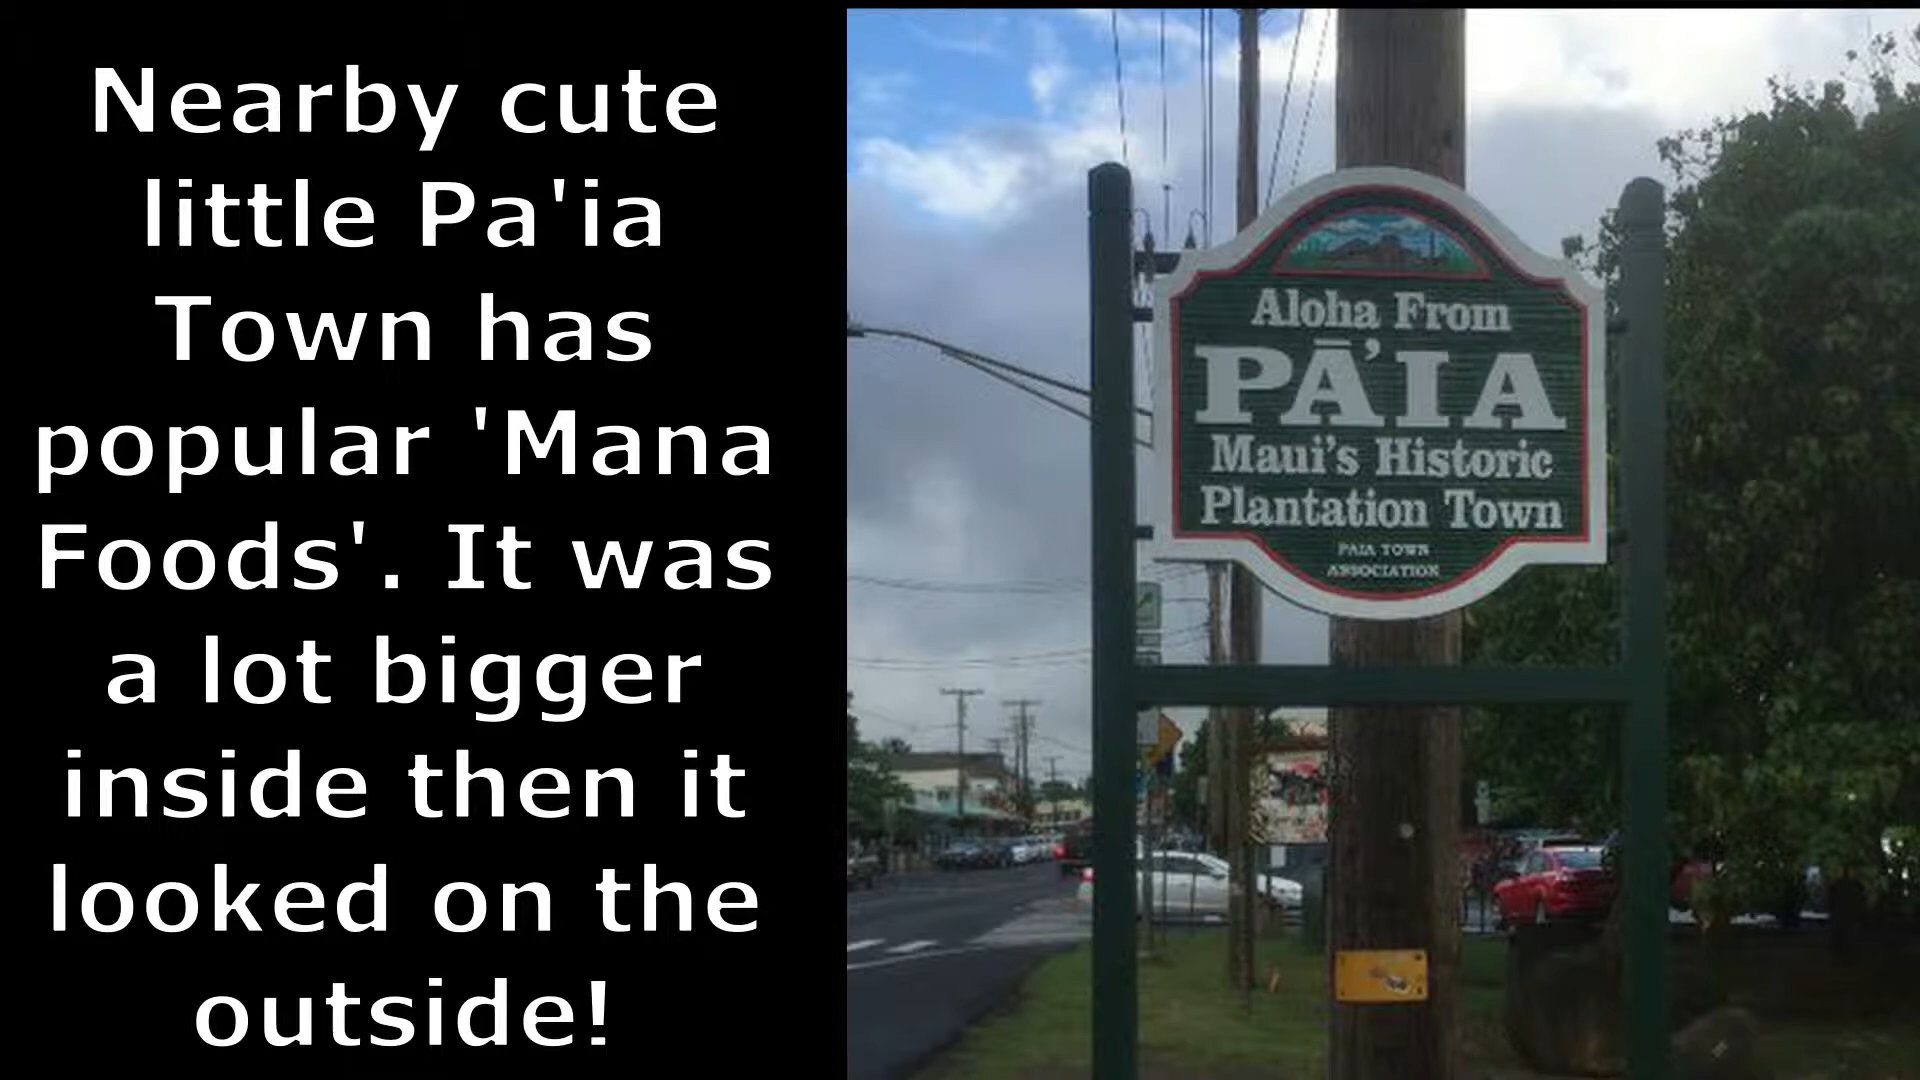 Nearby cute
little Pa'ia
Town has
popular 'Mana
Foods'. It was
a lot bigger
inside then it
looked on the
outside!
Aloha From
PĀ'IA
Maui's Historic
Plantation Town
PAIA TOWN
ASSOCIATION